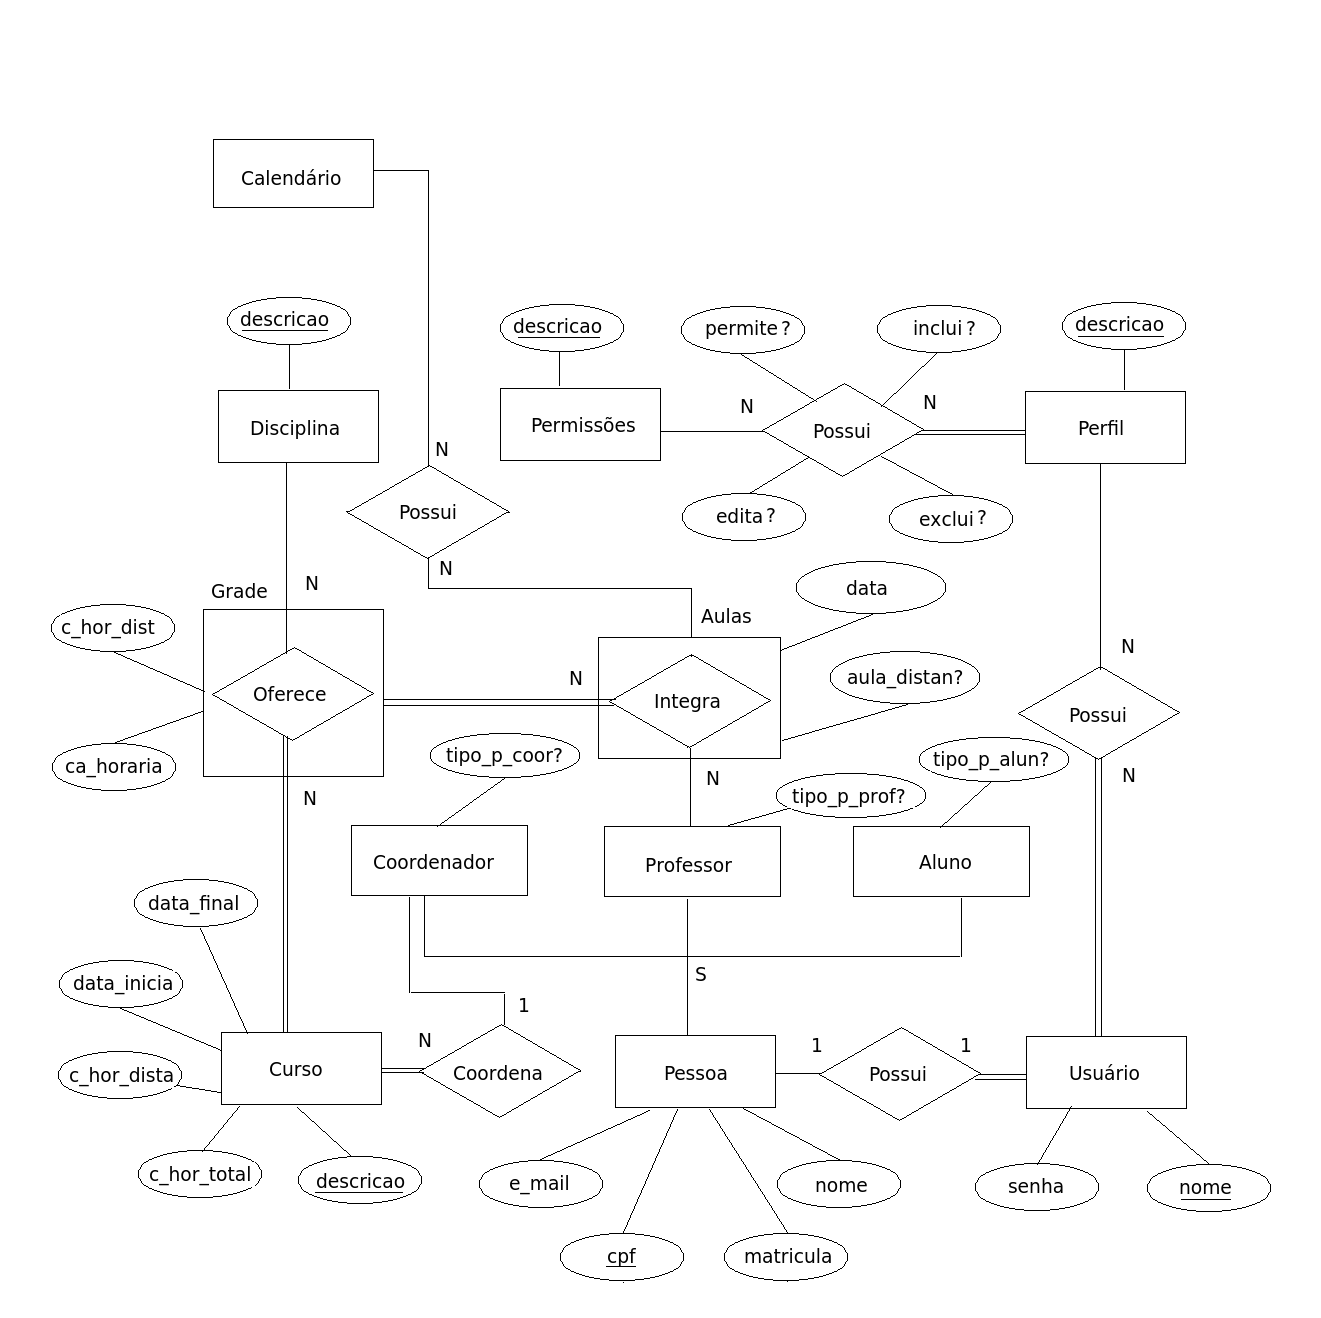 Calendário
descricao
descricao
permite ?
inclui ?
descricao
Disciplina
Permissões
N
Possui
N
Perfil
N
Possui
edita ?
exclui ?
N
Grade
N
data
Aulas
c_hor_dist
N
Oferece
N
Integra
aula_distan?
Possui
ca_horaria
tipo_p_coor?
tipo_p_alun?
N
N
N
tipo_p_prof?
Coordenador
Professor
Aluno
data_final
S
data_inicia
1
N
1
1
Curso
Coordena
Pessoa
Possui
Usuário
c_hor_dista
c_hor_total
descricao
e_mail
nome
senha
nome
cpf
matricula